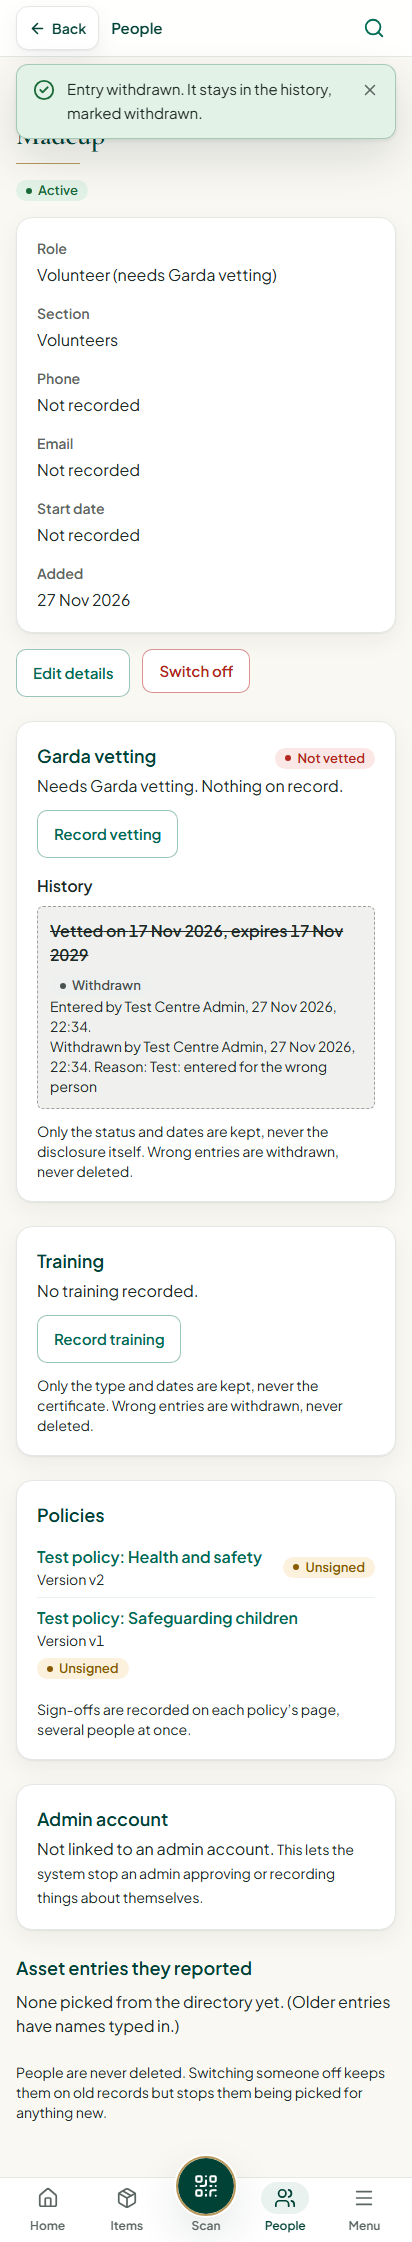 Back
People
Entry withdrawn. It stays in the history,
marked withdrawn.
Madeup
Active
Role
Volunteer (needs Garda vetting)
Section
Volunteers
Phone
Not recorded
Email
Not recorded
Start date
Not recorded
Added
27 Nov 2026
Edit details
Switch off
Garda vetting
Not vetted
Needs Garda vetting. Nothing on record.
Record vetting
History
Vetted on 17 Nov 2026, expires 17 Nov
2029
Withdrawn
Entered by Test Centre Admin, 27 Nov 2026,
22:34.
Withdrawn by Test Centre Admin, 27 Nov 2026,
22:34. Reason: Test: entered for the wrong
person
Only the status and dates are kept, never the
disclosure itself. Wrong entries are withdrawn,
never deleted.
Training
No training recorded.
Record training
Only the type and dates are kept, never the
certificate. Wrong entries are withdrawn, never
deleted.
Policies
Test policy: Health and safety
Version v2
Unsigned
Test policy: Safeguarding children
Version v1
Unsigned
Sign-offs are recorded on each policy's page,
several people at once.
Admin account
Not linked to an admin account. This lets the
system stop an admin approving or recording
things about themselves.
Asset entries they reported
None picked from the directory yet. (Older entries
have names typed in.)
People are never deleted. Switching someone off keeps
them on old records but stops them being picked for
anything new.
Home
Items
Scan
People
Menu